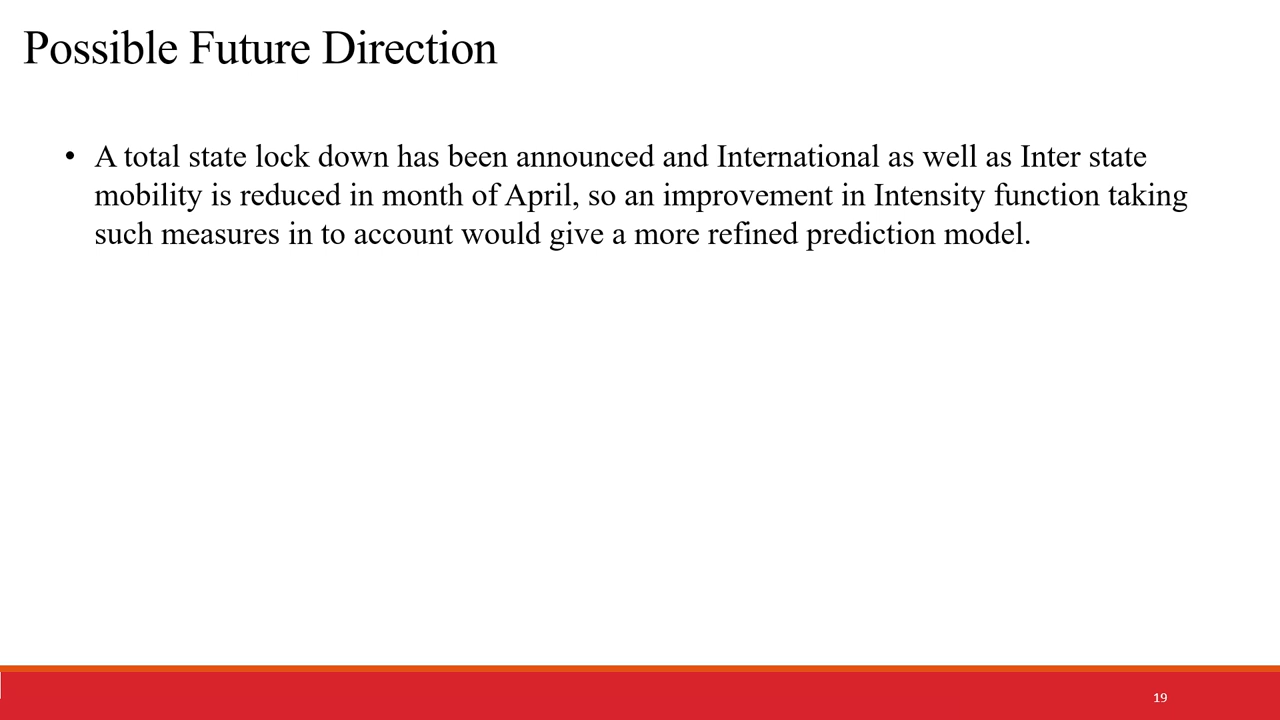 Possible Future Direction
• A total state lock down has been announced and International as well as Inter state
mobility is reduced in month of April, so an improvement in Intensity function taking
such measures in to account would give a more refined prediction model.
19